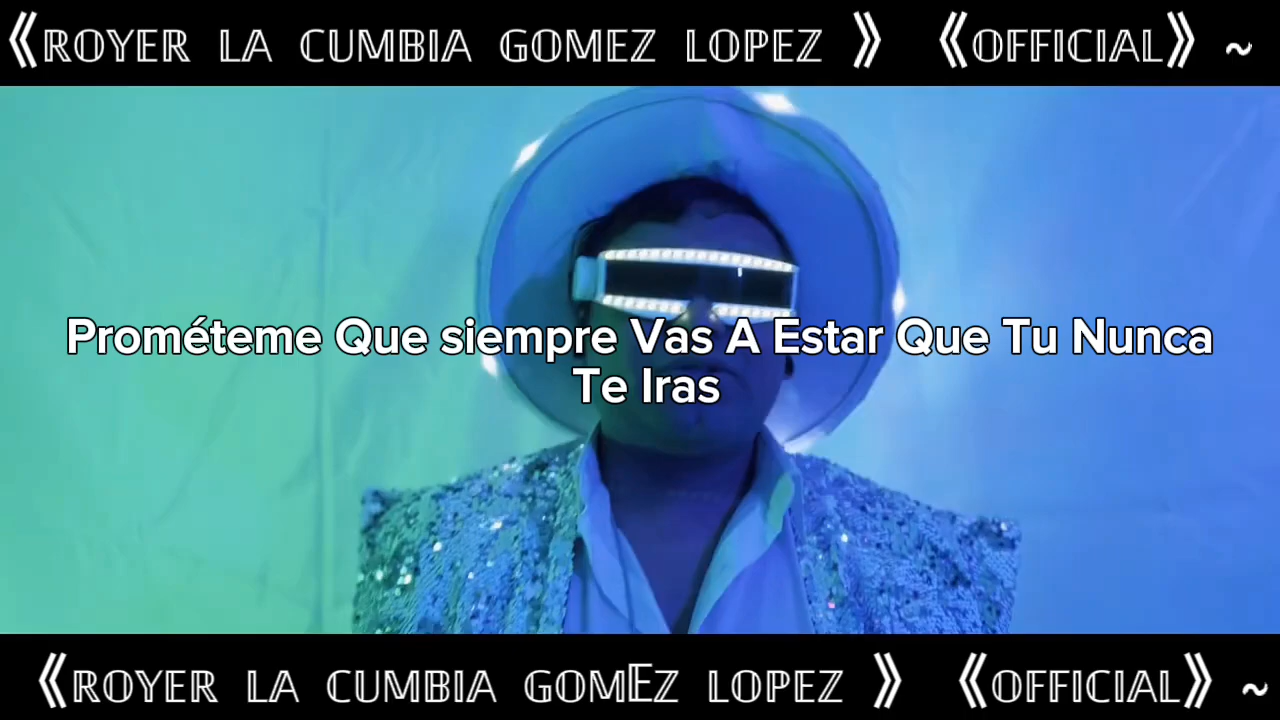 《ROYER LA CUMBIA GOMEZ LOPEZ 》 《OFFICIAL》 ~
Prométeme Que siempre Vas A Estar Que Tu Nunca
Te Iras
《ROYER LA CUMBIA GOMEZ LOPEZ 》 《OFFICIAL》 ~